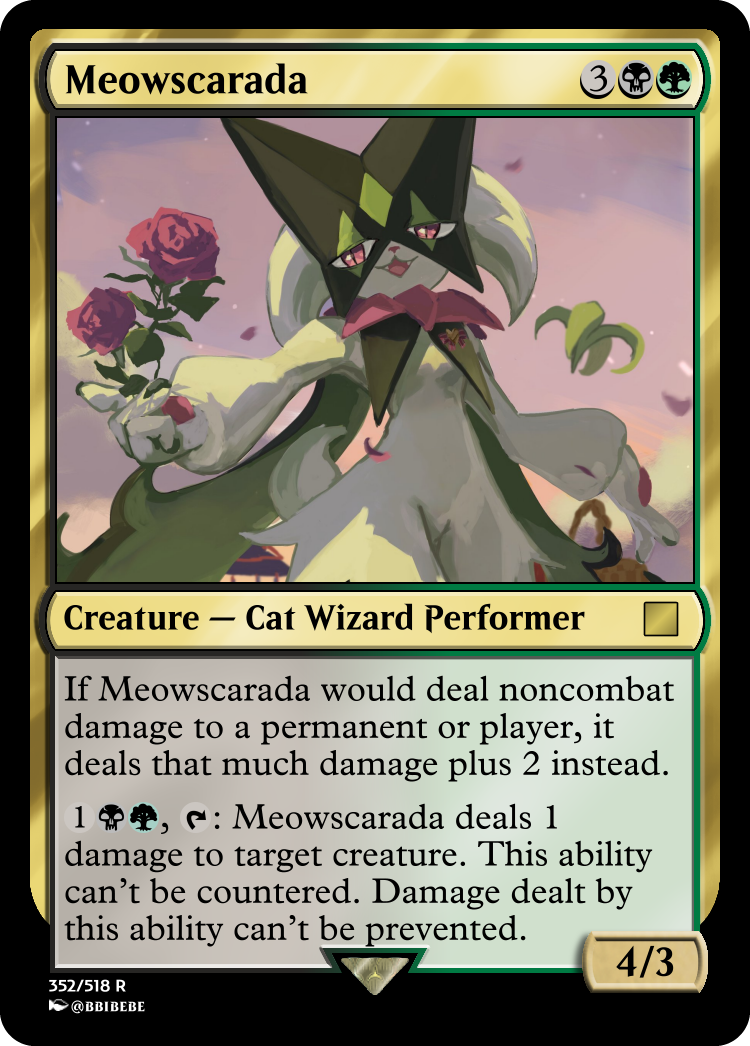 Meowscarada 3
Creature — Cat Wizard Performer
If Meowscarada would deal noncombat
damage to a permanent or player, it
deals that much damage plus 2 instead.
1, : Meowscarada deals 1
damage to target creature. This ability
can't be countered. Damage dealt by
this ability can't be prevented.
4/3
352/518 R
@BBIBEBE